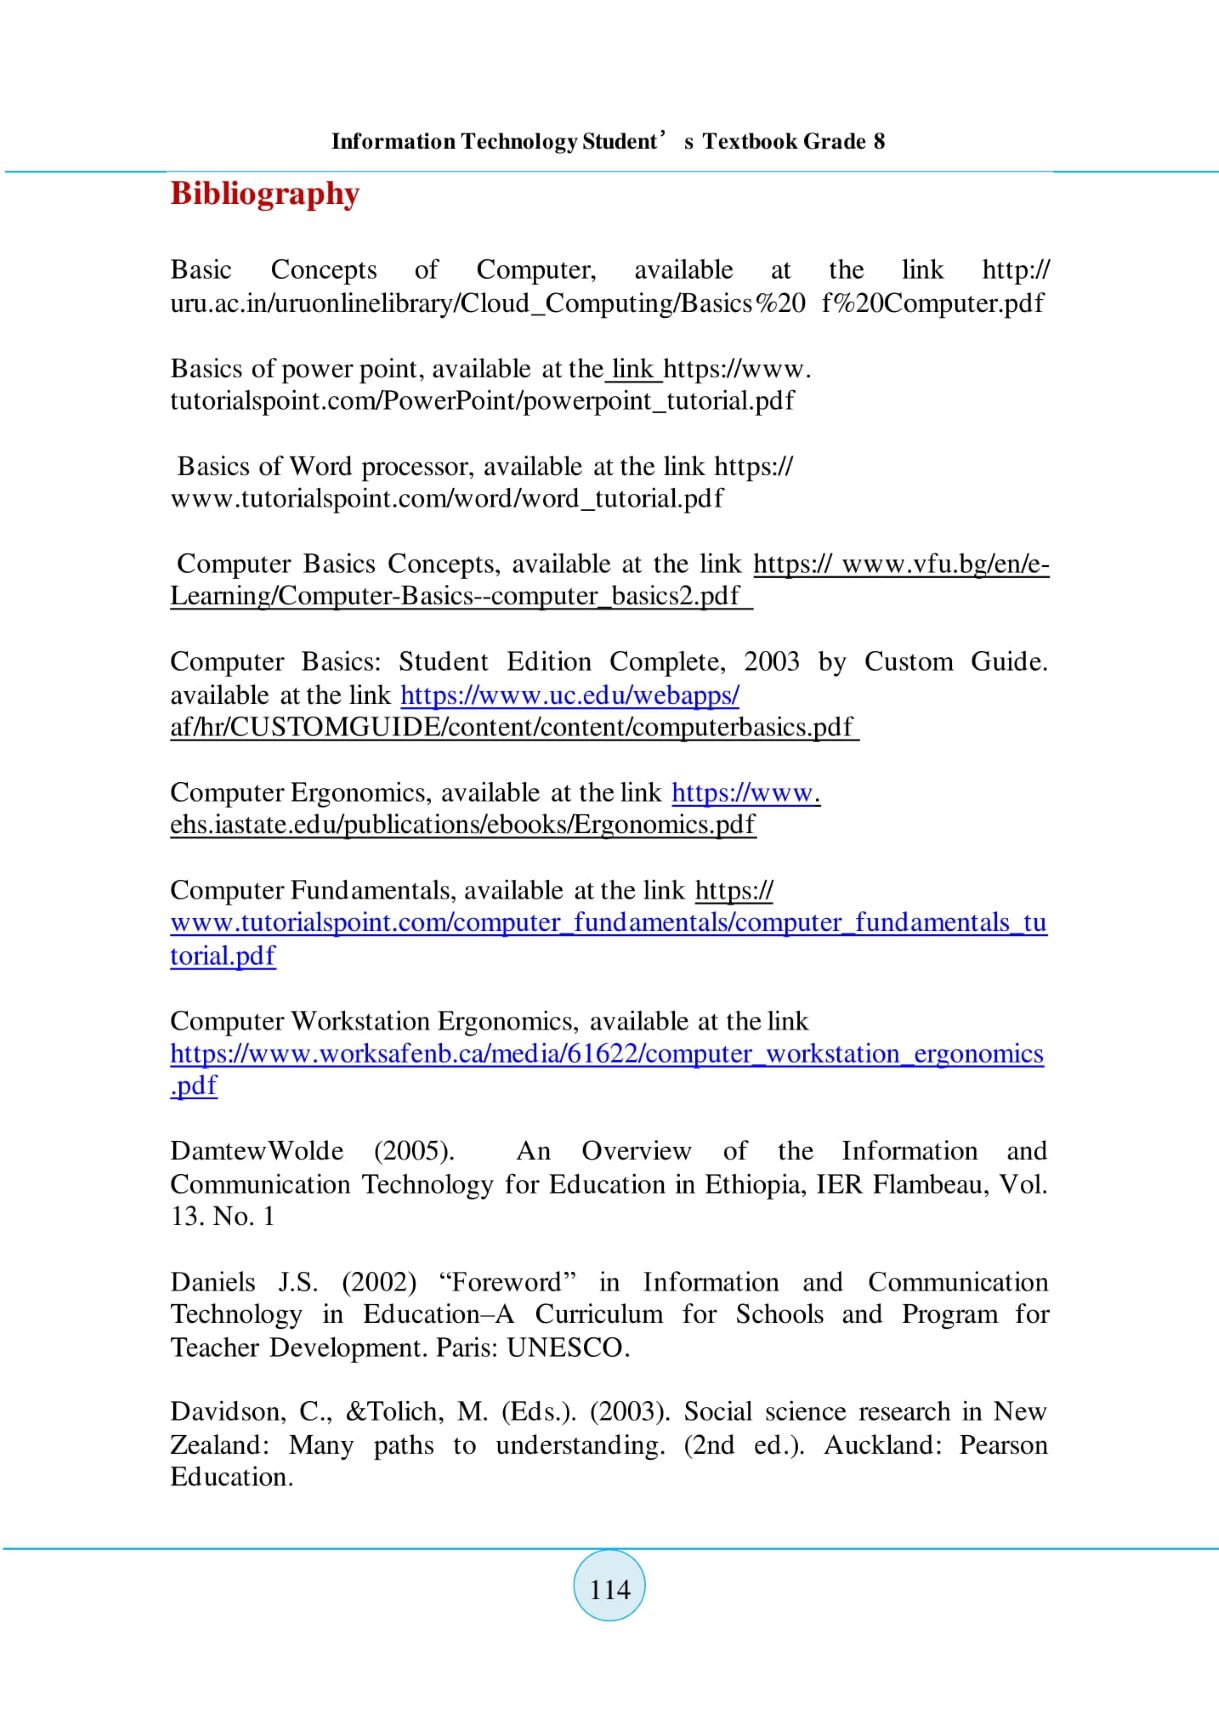 Information Technology Student’ s Textbook Grade 8
Bibliography
Basic Concepts of Computer, available at the link http://
uru.ac.in/uruonlinelibrary/Cloud_Computing/Basics%20 f%20Computer.pdf
Basics of power point, available at the link https://www.
tutorialspoint.com/PowerPoint/powerpoint_tutorial.pdf
Basics of Word processor, available at the link https://
www.tutorialspoint.com/word/word_tutorial.pdf
Computer Basics Concepts, available at the link https:// www.vfu.bg/en/e-
Learning/Computer-Basics--computer_basics2.pdf
Computer Basics: Student Edition Complete, 2003 by Custom Guide.
available at the link https://www.uc.edu/webapps/
af/hr/CUSTOMGUIDE/content/content/computerbasics.pdf
Computer Ergonomics, available at the link https://www.
ehs.iastate.edu/publications/ebooks/Ergonomics.pdf
Computer Fundamentals, available at the link https://
www.tutorialspoint.com/computer_fundamentals/computer_fundamentals_tu
torial.pdf
Computer Workstation Ergonomics, available at the link
https://www.worksafenb.ca/media/61622/computer_workstation_ergonomics
.pdf
DamtewWolde (2005). An Overview of the Information and
Communication Technology for Education in Ethiopia, IER Flambeau, Vol.
13. No. 1
Daniels J.S. (2002) “Foreword” in Information and Communication
Technology in Education–A Curriculum for Schools and Program for
Teacher Development. Paris: UNESCO.
Davidson, C., &Tolich, M. (Eds.). (2003). Social science research in New
Zealand: Many paths to understanding. (2nd ed.). Auckland: Pearson
Education.
114